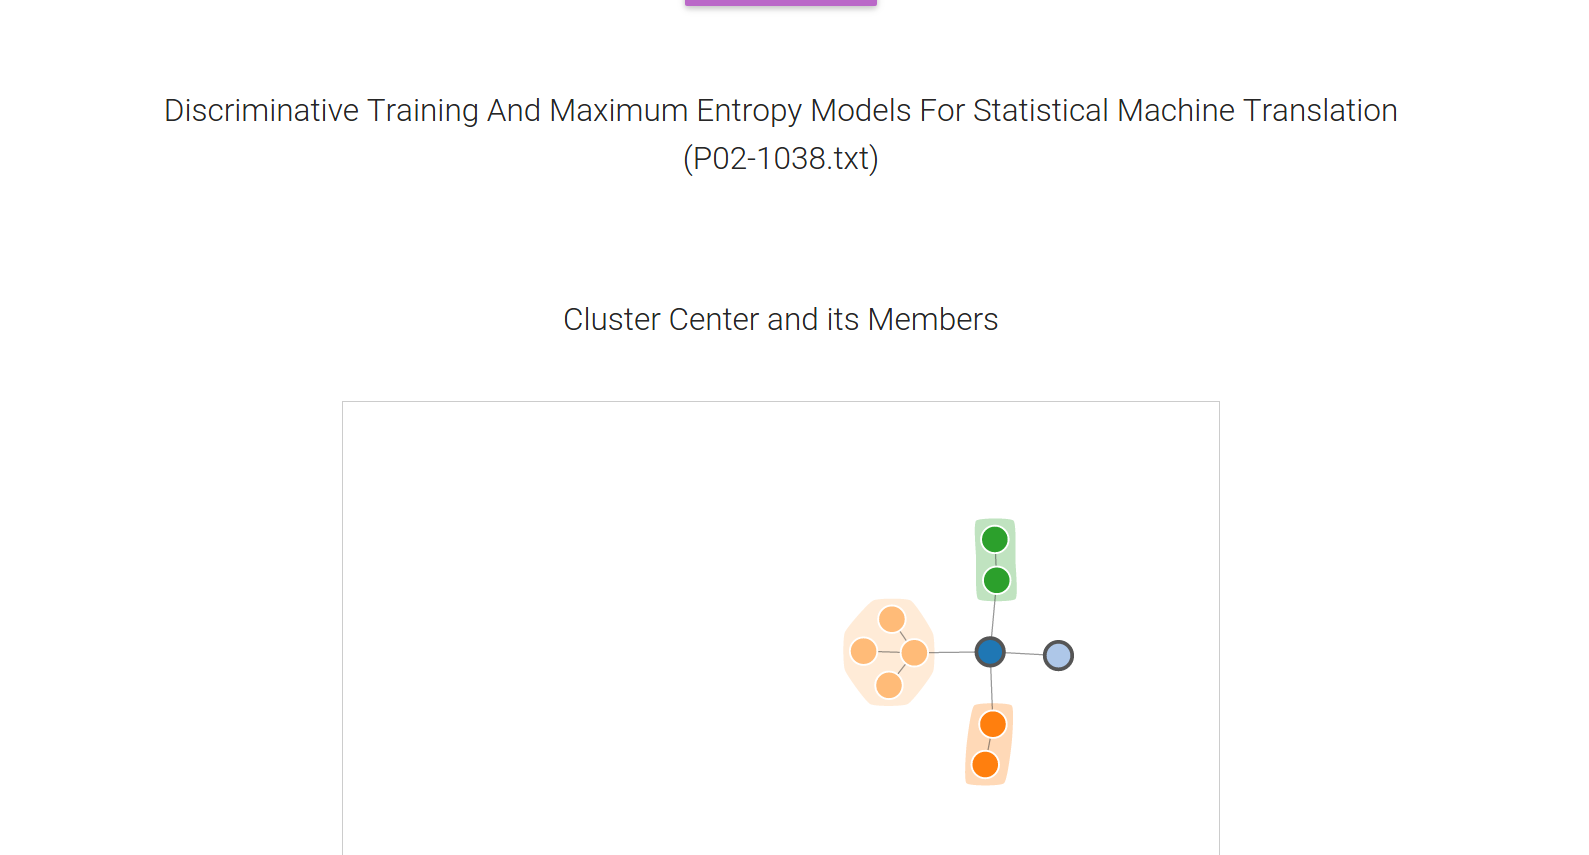 Discriminative Training And Maximum Entropy Models For Statistical Machine Translation
(P02-1038.txt)
Cluster Center and its Members